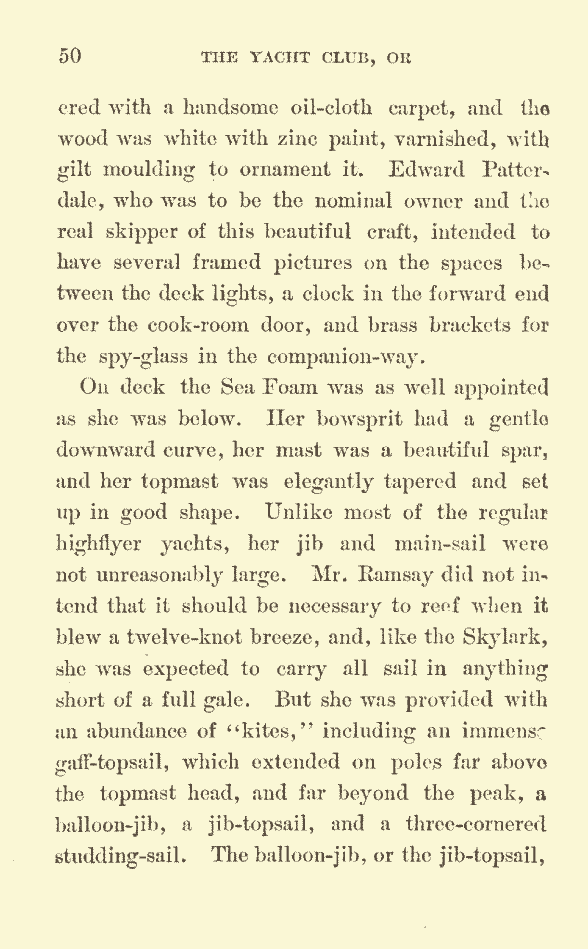 50 THE YACHT CLUB, OR
ered with a handsome oil-cloth carpet, and the
wood was white with zinc paint, varnished, with
gilt moulding to ornament it. Edward Patter-
dale, who was to be the nominal owner and the
real skipper of this beautiful craft, intended to
have several framed pictures on the spaces be-
tween the deck lights, a clock in the forward end
over the cook-room door, and brass brackets for
the spy-glass in the companion-way.
On deck the Sea Foam was as well appointed
as she was below. Her bowsprit had a gentle
downward curve, her mast was a beautiful spar,
and her topmast was elegantly tapered and set
up in good shape. Unlike most of the regular
highflyer yachts, her jib and main-sail were
not unreasonably large. Mr. Ramsay did not in-
tend that it should be necessary to reef when it
blew a twelve-knot breeze, and, like the Skylark,
she was expected to carry all sail in anything
short of a full gale. But she was provided with
an abundance of "kites," including an immense
gaff-topsail, which extended on poles far above
the topmast head, and far beyond the peak, a
balloon-jib, a jib-topsail, and a three-cornered
studding-sail. The balloon-jib, or the jib-topsail,